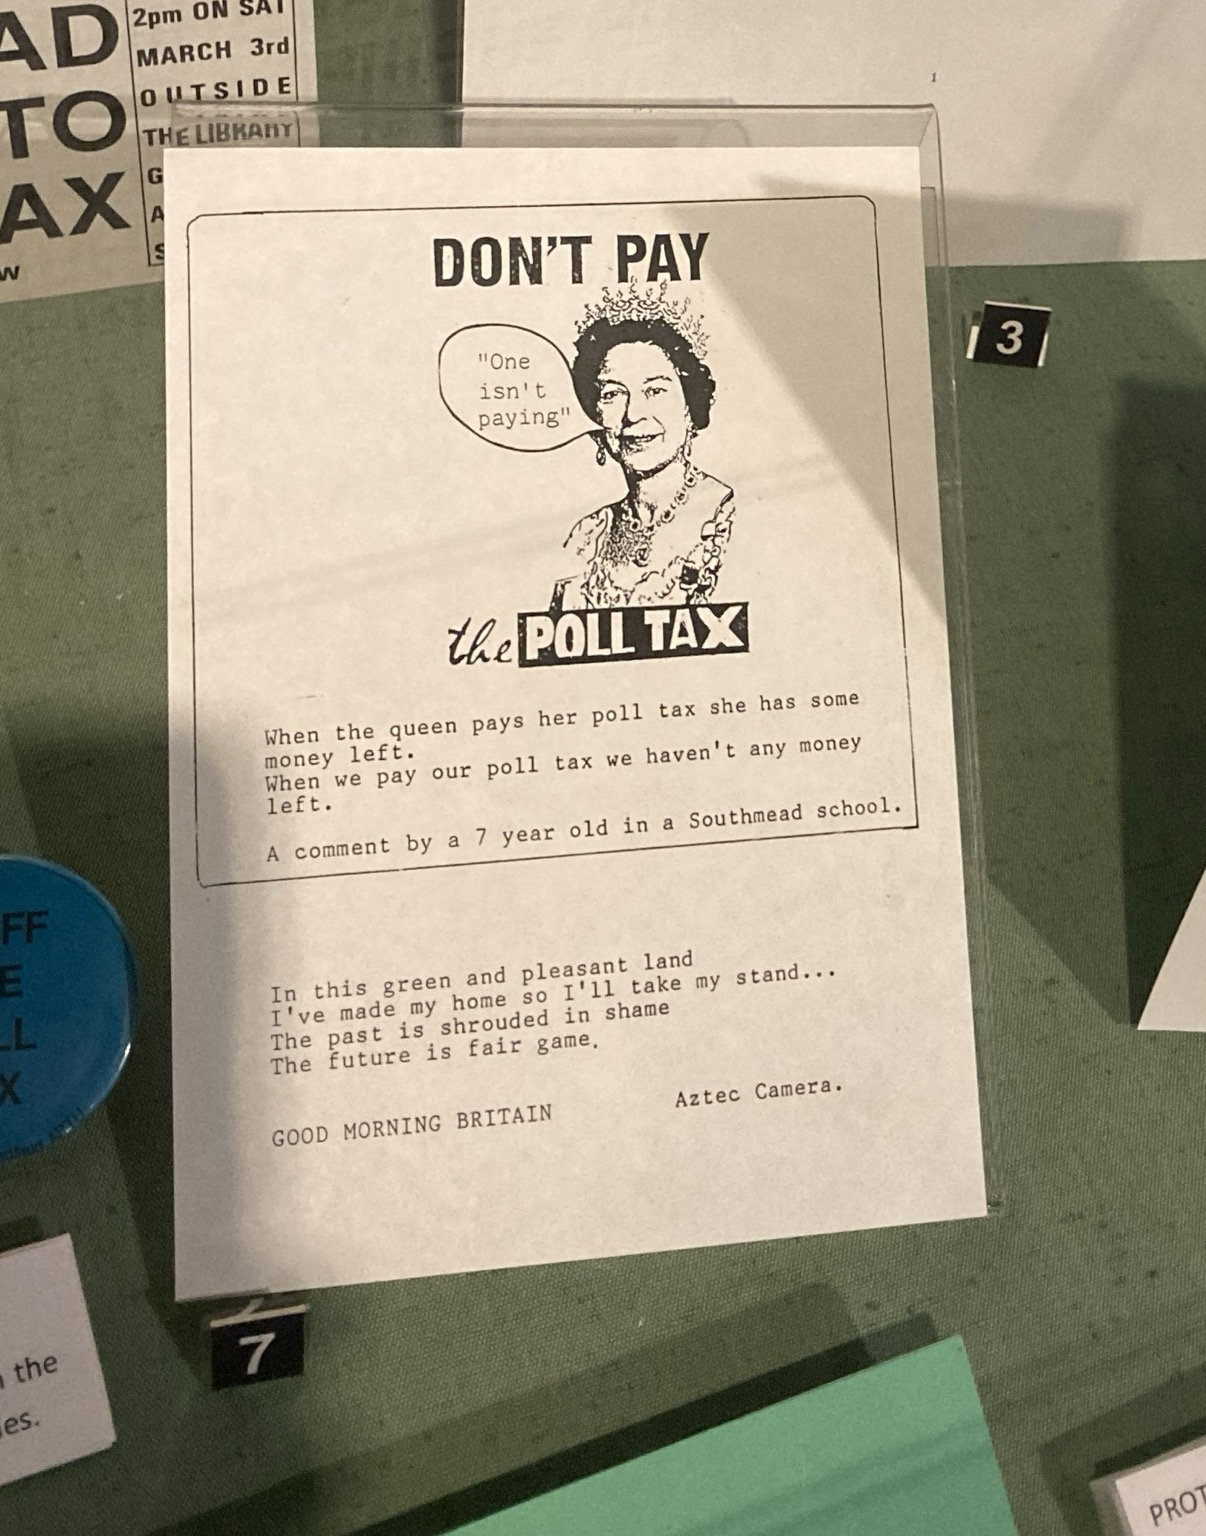 AD
TO
AX
W
2pm ON SAT
MARCH 3rd
OUTSIDE
THE LIBRARY
G
A
S
1
DON'T PAY
"One
isn't
paying"
the POLL TAX
When the queen pays her poll tax she has some
money left.
When we pay our poll tax we haven't any money
left.
A comment by a 7 year old in a Southmead school.
In this green and pleasant land
I've made my home so I'll take my stand...
The past is shrouded in shame
The future is fair game.
Aztec Camera.
GOOD MORNING BRITAIN
3
FF
E
LL
X
7
the
es.
PROT